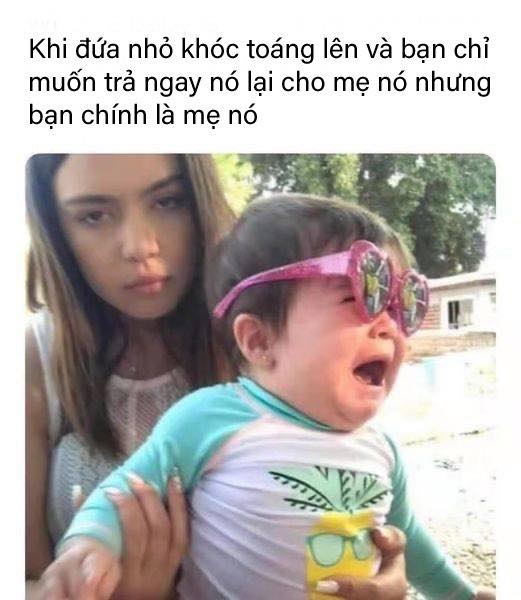 Khi đứa nhỏ khóc toáng lên và bạn chỉ
muốn trả ngay nó lại cho mẹ nó nhưng
bạn chính là mẹ nó